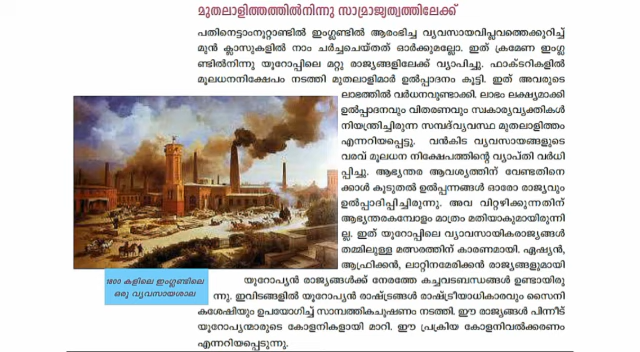 മുതലാളിത്തത്തിൽനിന്നു സാമ്രാജ്യത്വത്തിലേക്ക്
പതിനെട്ടാംനൂറ്റാണ്ടിൽ ഇംഗ്ലണ്ടിൽ ആരംഭിച്ച വ്യവസായവിപ്ലവത്തെക്കുറിച്ച്
മുൻ ക്ലാസുകളിൽ നാം ചർച്ചചെയ്തത് ഓർക്കുമല്ലോ. ഇത് ക്രമേണ ഇംഗ്ല
ണ്ടിൽനിന്ന് യൂറോപ്പിലെ മറ്റു രാജ്യങ്ങളിലേക്ക് വ്യാപിച്ചു. ഫാക്ടറികളിൽ
മൂലധനനിക്ഷേപം നടത്തി മുതലാളിമാർ ഉൽപ്പാദനം കൂട്ടി. ഇത് അവരുടെ
ലാഭത്തിൽ വർധനവുണ്ടാക്കി. ലാഭം ലക്ഷ്യമാക്കി
ഉൽപ്പാദനവും വിതരണവും സ്വകാര്യവ്യക്തികൾ
നിയന്ത്രിച്ചിരുന്ന സമ്പദ്‌വ്യവസ്ഥ മുതലാളിത്തം
എന്നറിയപ്പെട്ടു. വൻകിട വ്യവസായങ്ങളുടെ
വരവ് മൂലധന നിക്ഷേപത്തിന്റെ വ്യാപ്തി വർധി
പ്പിച്ചു. ആഭ്യന്തര ആവശ്യത്തിന് വേണ്ടതിനെ
ക്കാൾ കൂടുതൽ ഉൽപ്പന്നങ്ങൾ ഓരോ രാജ്യവും
ഉൽപ്പാദിപ്പിച്ചിരുന്നു. അവ വിറ്റഴിക്കുന്നതിന്
ആഭ്യന്തരകമ്പോളം മാത്രം മതിയാകുമായിരുന്നി
ല്ല. ഇത് യൂറോപ്പിലെ വ്യാവസായികരാജ്യങ്ങൾ
തമ്മിലുള്ള മത്സരത്തിന് കാരണമായി. ഏഷ്യൻ,
ആഫ്രിക്കൻ, ലാറ്റിനമേരിക്കൻ രാജ്യങ്ങളുമായി
യൂറോപ്യൻ രാജ്യങ്ങൾക്ക് നേരത്തേ കച്ചവടബന്ധങ്ങൾ ഉണ്ടായിരു
ന്നു. ഇവിടങ്ങളിൽ യൂറോപ്യൻ രാഷ്ട്രങ്ങൾ രാഷ്ട്രീയാധികാരവും സൈനി
കശേഷിയും ഉപയോഗിച്ച് സാമ്പത്തികചൂഷണം നടത്തി. ഈ രാജ്യങ്ങൾ പിന്നീട്
യൂറോപ്യന്മാരുടെ കോളനികളായി മാറി. ഈ പ്രക്രിയ കോളനിവൽക്കരണം
എന്നറിയപ്പെടുന്നു.
1800 കളിലെ ഇംഗ്ലണ്ടിലെ
ഒരു വ്യവസായശാല